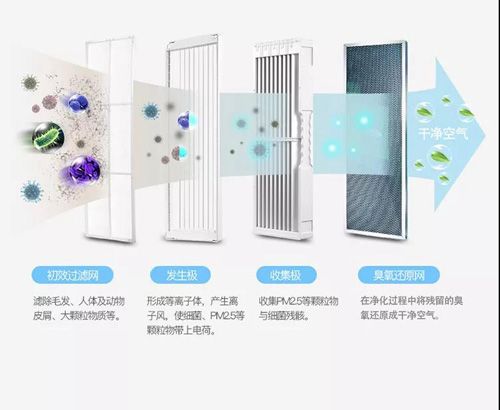 干净空气
初效过滤网
滤除毛发、人体及动物
皮屑、大颗粒物质等。
发生极
形成等离子体，产生离
子风。使细菌、PM2.5等
颗粒物带上电荷。
收集极
收集PM2.5等颗粒物
与细菌残骸。
臭氧还原网
在净化过程中将残留的臭
氧还原成干净空气。